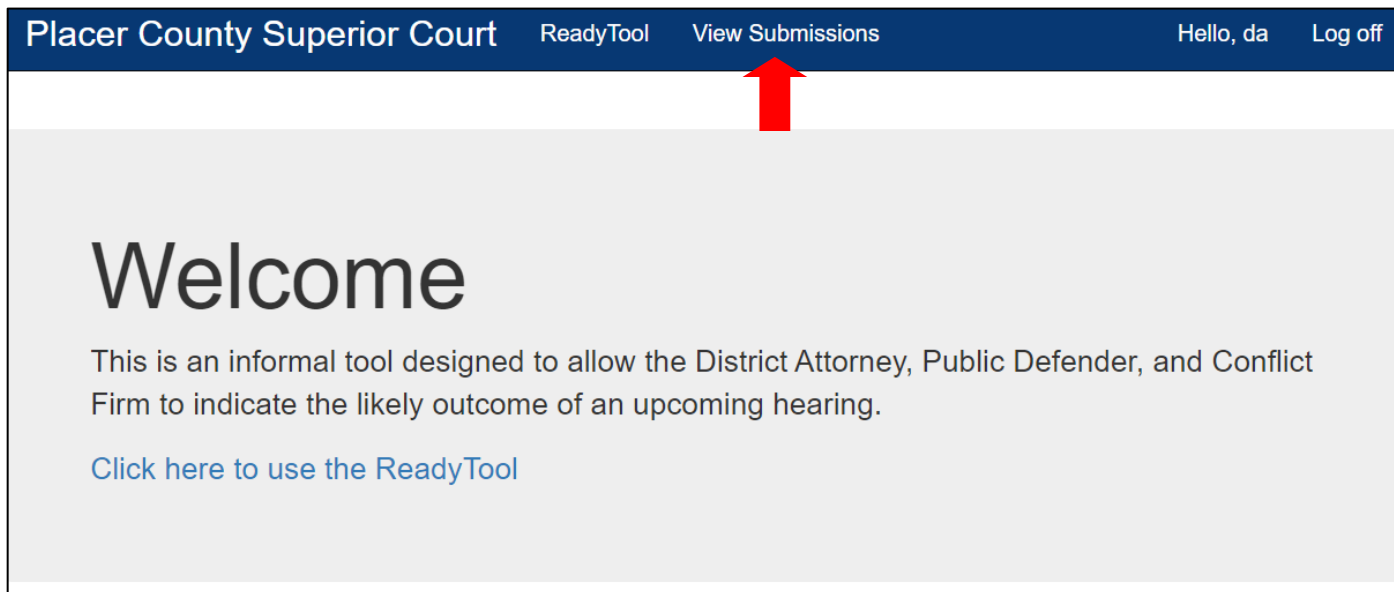 Placer County Superior Court ReadyTool View Submissions Hello, da Log off
Welcome
This is an informal tool designed to allow the District Attorney, Public Defender, and Conflict
Firm to indicate the likely outcome of an upcoming hearing.
Click here to use the ReadyTool